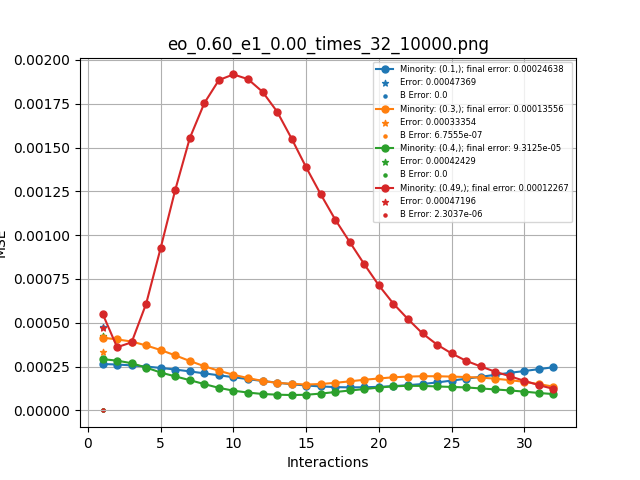 eo_0.60_e1_0.00_times_32_10000.png
0.00200
0.00175
0.00150
0.00125
0.00100
0.00075
0.00050
0.00025
0.00000
MSE
Minority: (0.1,); final error: 0.00024638
Error: 0.00047369
B Error: 0.0
Minority: (0.3,); final error: 0.00013556
Error: 0.00033354
B Error: 6.7555e-07
Minority: (0.4,); final error: 9.3125e-05
Error: 0.00042429
B Error: 0.0
Minority: (0.49,); final error: 0.00012267
Error: 0.00047196
B Error: 2.3037e-06
0 5 10 15 20 25 30
Interactions